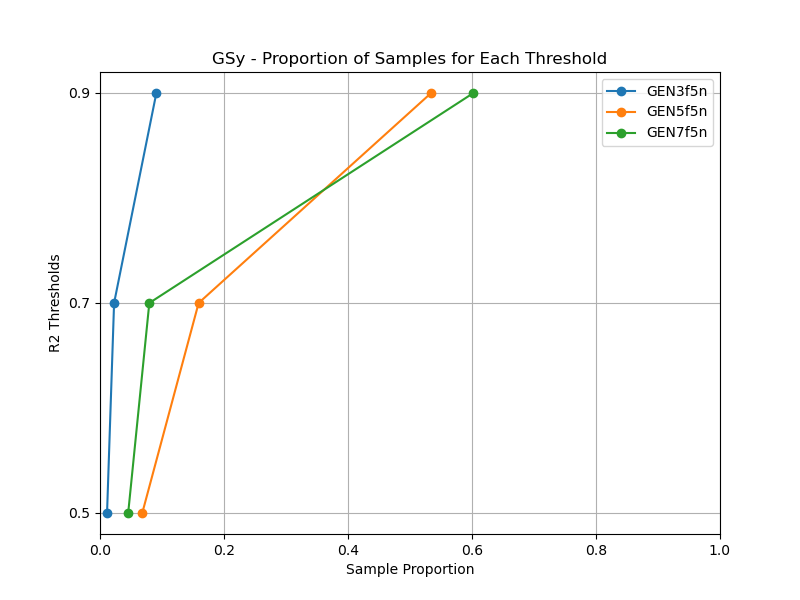 GSy - Proportion of Samples for Each Threshold
GEN3f5n
GEN5f5n
GEN7f5n
R2 Thresholds
0.9
0.7
0.5
0.0 0.2 0.4 0.6 0.8 1.0
Sample Proportion